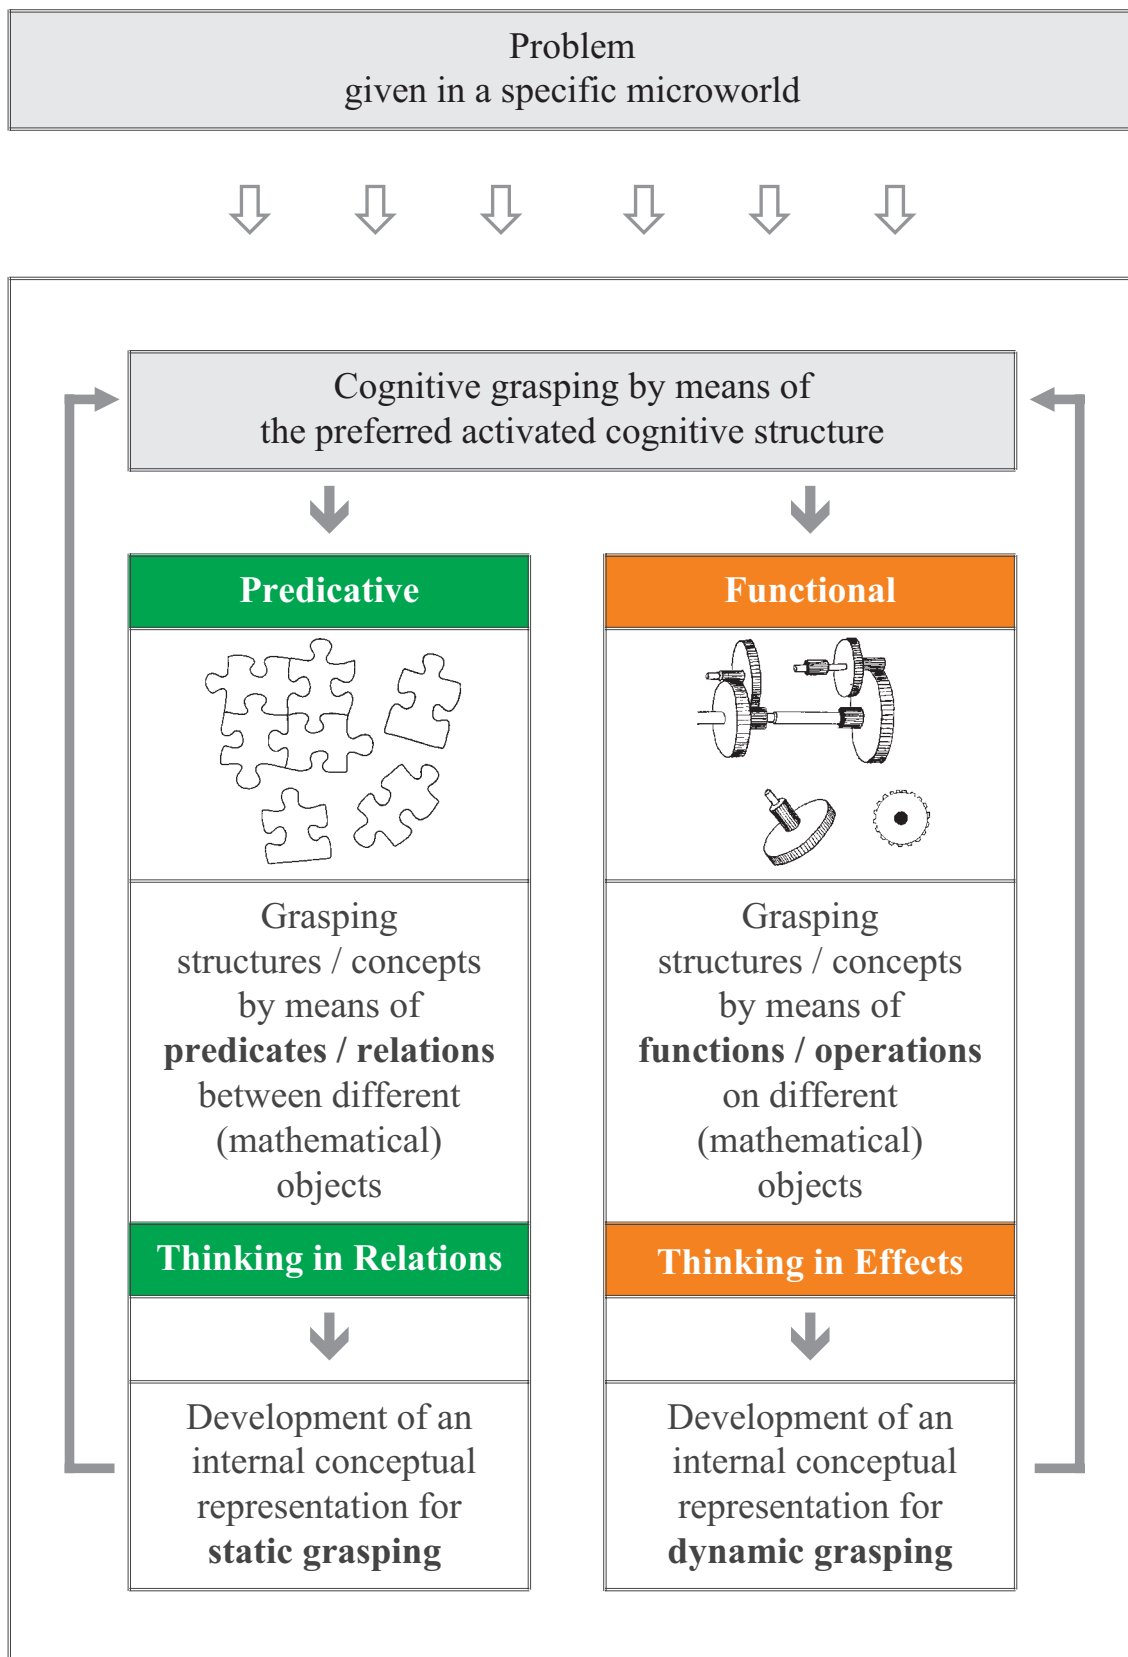 Problem
given in a specific microworld
Cognitive grasping by means of
the preferred activated cognitive structure
Predicative
Grasping
structures / concepts
by means of
predicates / relations
between different
(mathematical)
objects
Thinking in Relations
Development of an
internal conceptual
representation for
static grasping
Functional
Grasping
structures / concepts
by means of
functions / operations
on different
(mathematical)
objects
Thinking in Effects
Development of an
internal conceptual
representation for
dynamic grasping